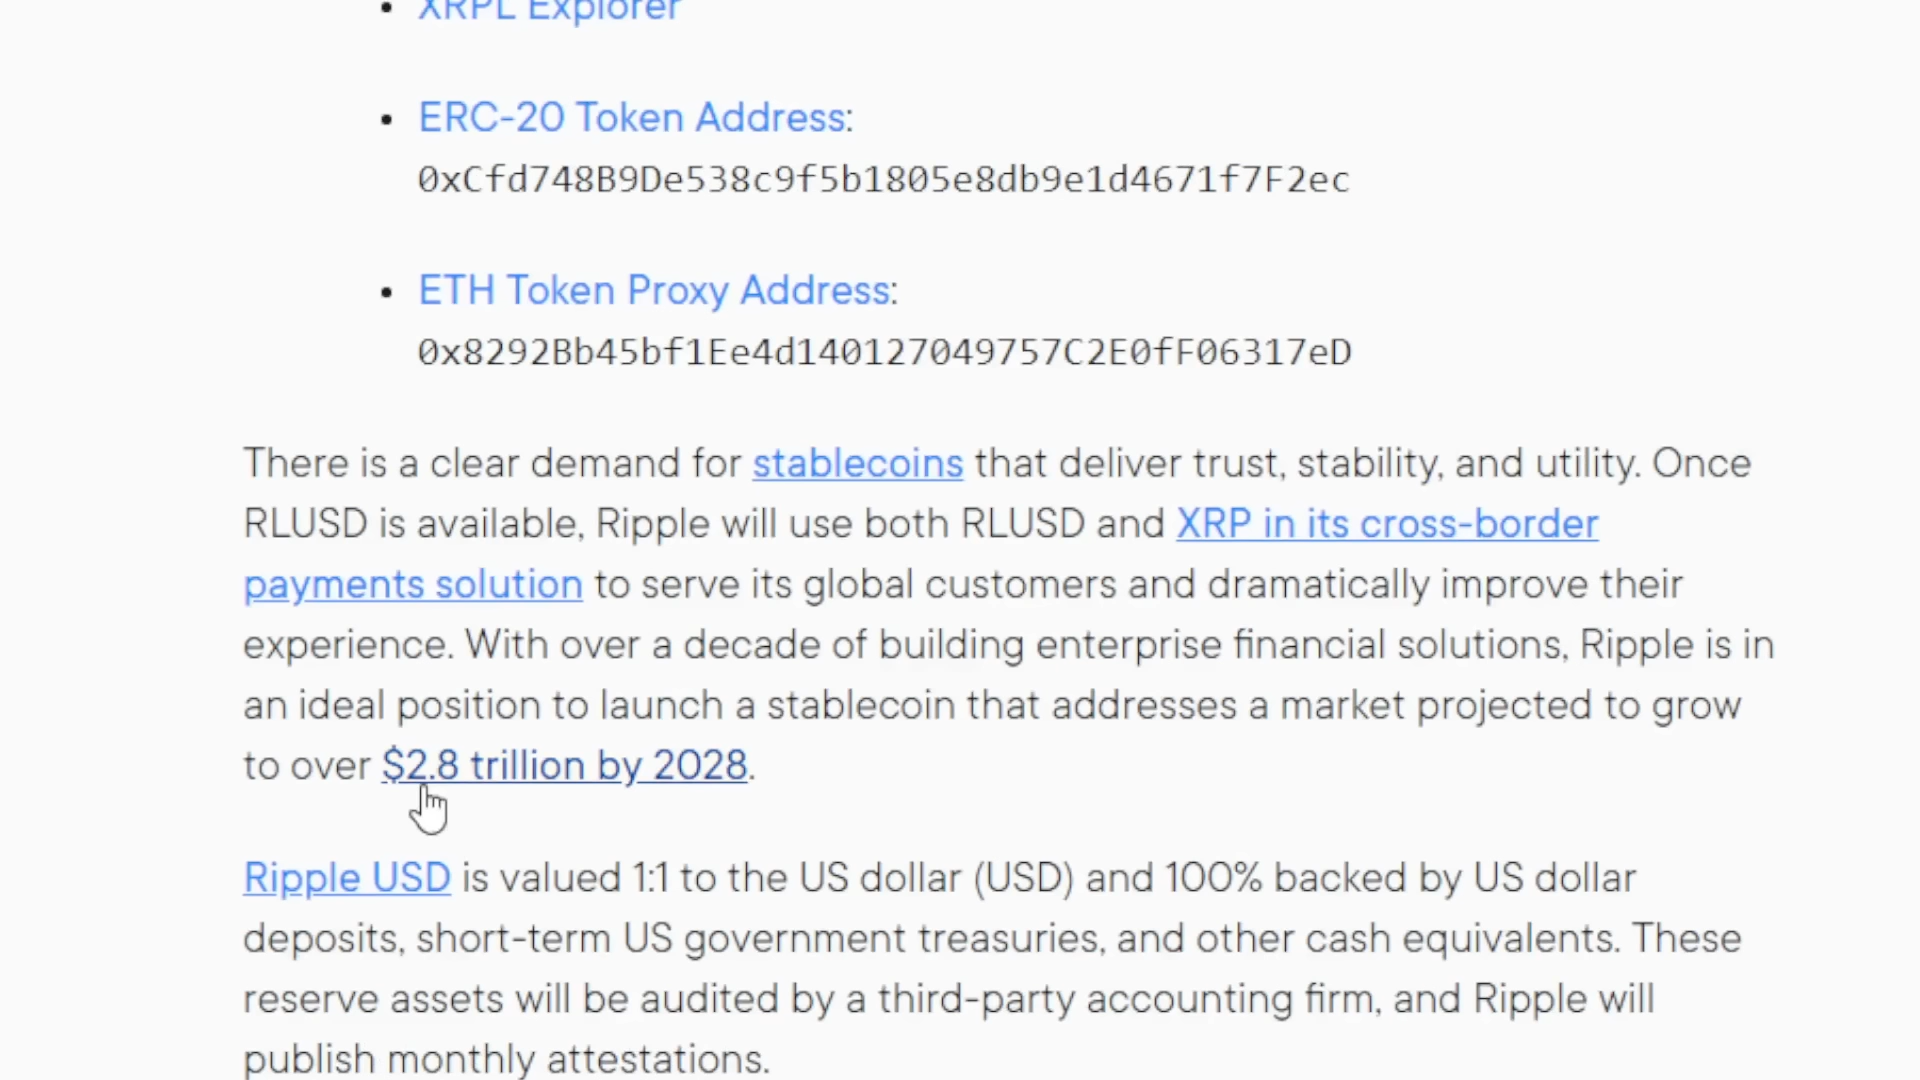 XRPL Explorer
ERC-20 Token Address:
0xCfd748B9De538c9f5b1805e8db9e1d4671f7F2ec
ETH Token Proxy Address:
0x8292Bb45bf1Ee4d140127049757C2E0fF06317eD
There is a clear demand for stablecoins that deliver trust, stability, and utility. Once
RLUSD is available, Ripple will use both RLUSD and XRP in its cross-border
payments solution to serve its global customers and dramatically improve their
experience. With over a decade of building enterprise financial solutions, Ripple is in
an ideal position to launch a stablecoin that addresses a market projected to grow
to over $2.8 trillion by 2028.
Ripple USD is valued 1:1 to the US dollar (USD) and 100% backed by US dollar
deposits, short-term US government treasuries, and other cash equivalents. These
reserve assets will be audited by a third-party accounting firm, and Ripple will
publish monthly attestations.